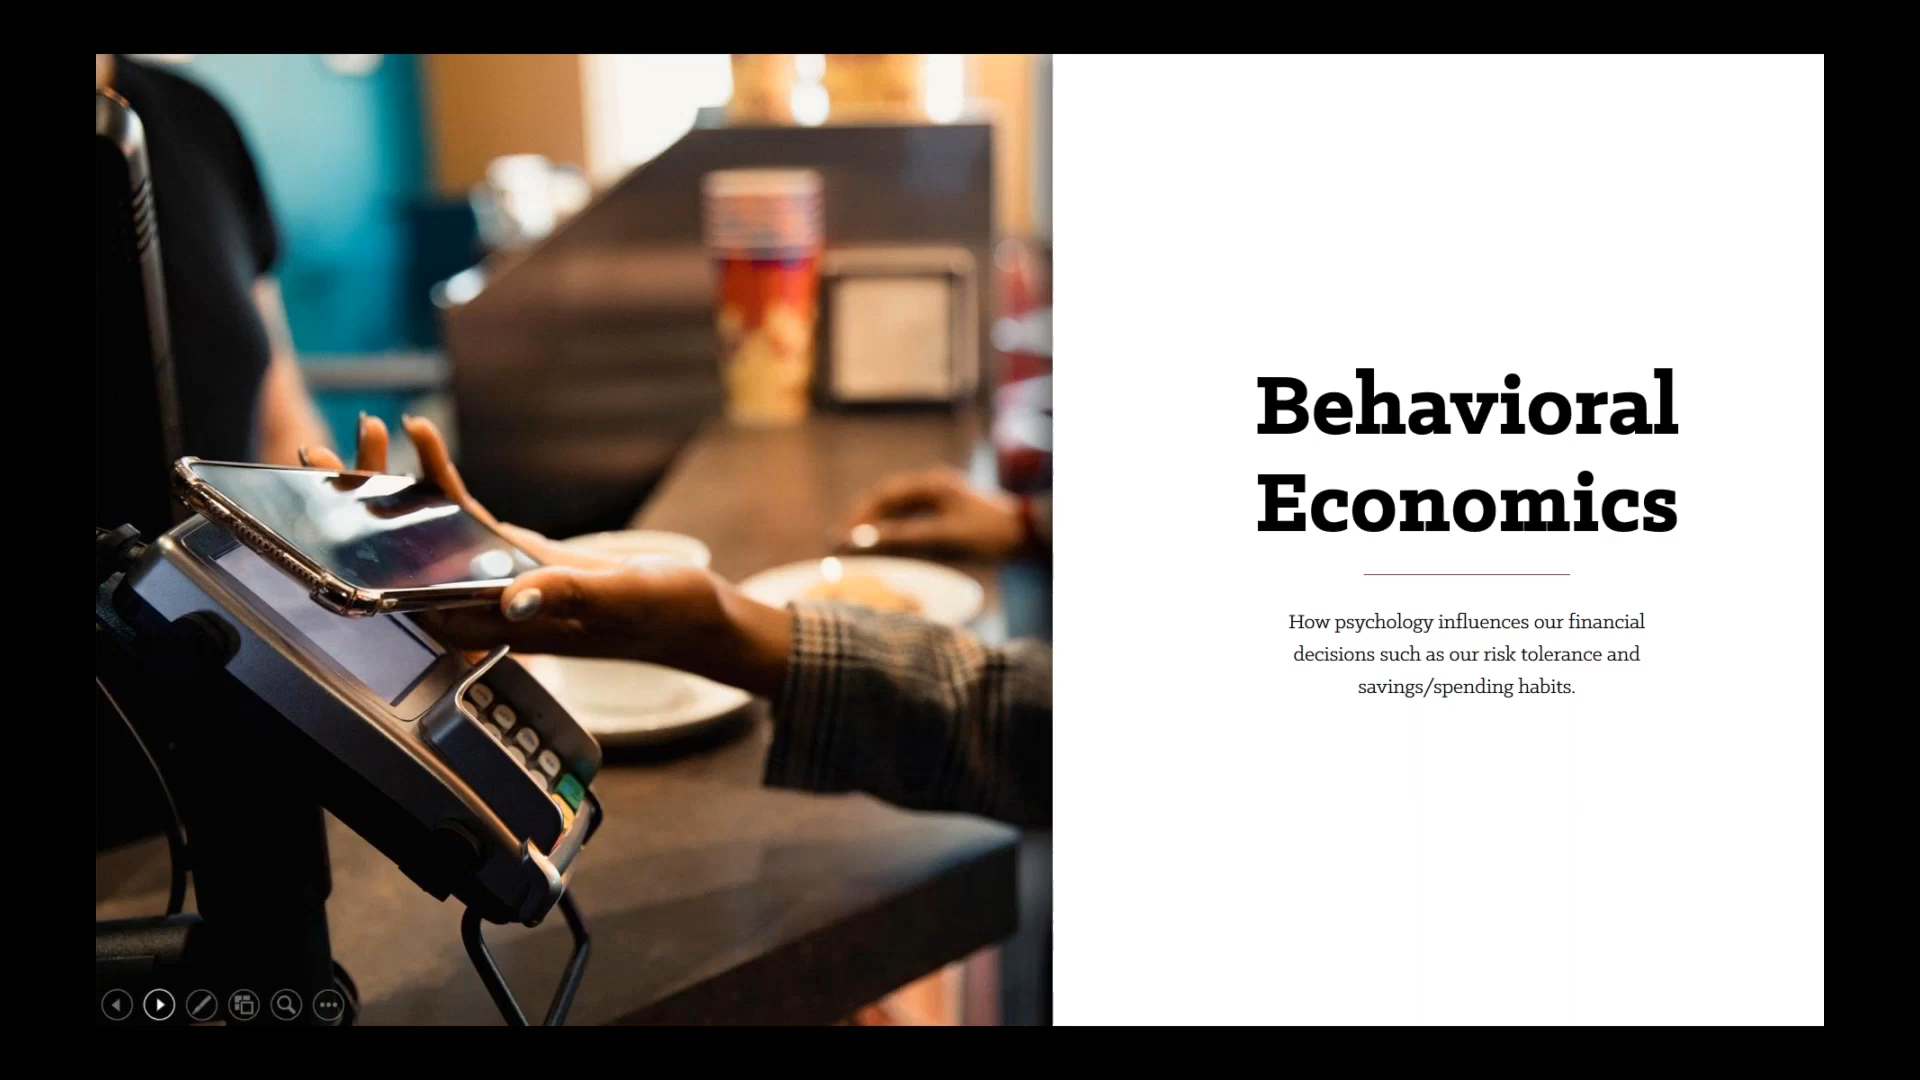 Behavioral
Economics
How psychology influences our financial
decisions such as our risk tolerance and
savings/spending habits.